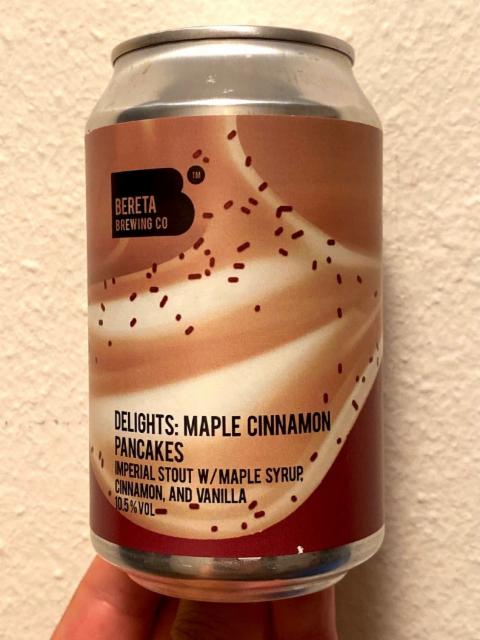 TM
BERETA
BREWING CO
DELIGHTS: MAPLE CINNAMON
PANCAKES
IMPERIAL STOUT W/MAPLE SYRUP,
CINNAMON, AND VANILLA
10.5%VOL